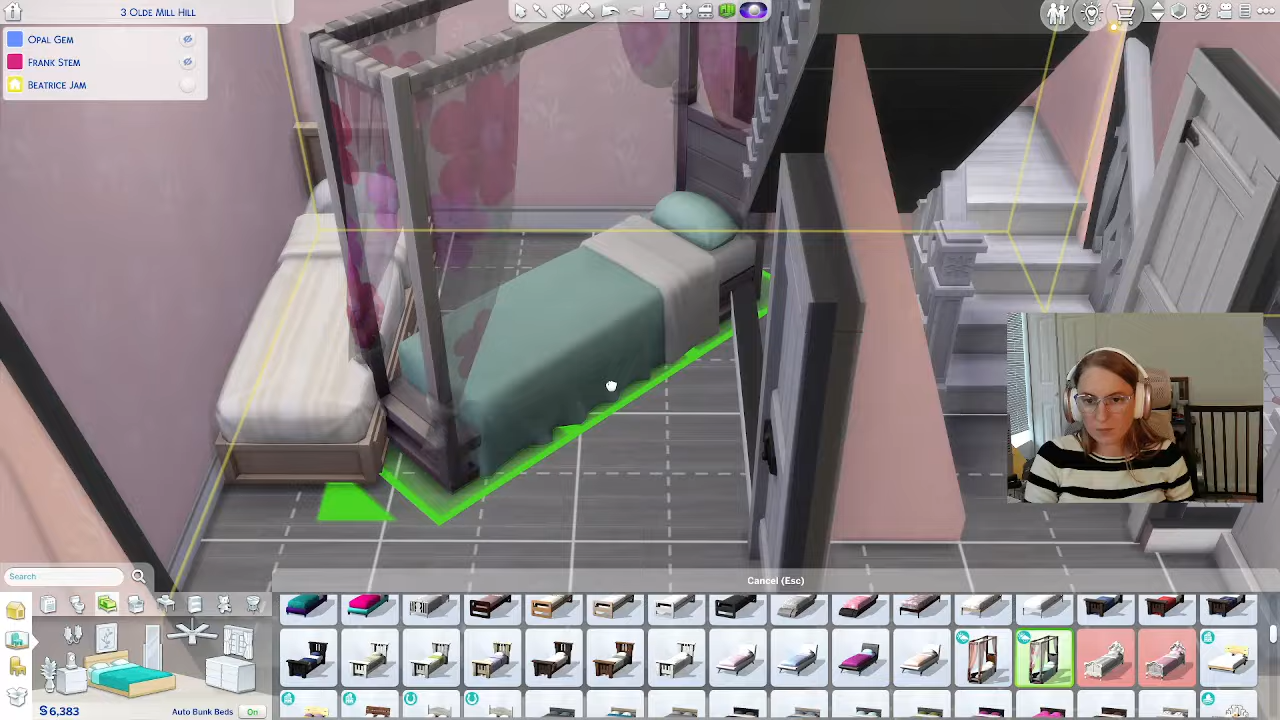 3 OLDE MILL HILL
OPAL GEM
FRANK STEM
BEATRICE JAM
Cancel (Esc)
Search
§6,383
Auto Bunk Beds
On